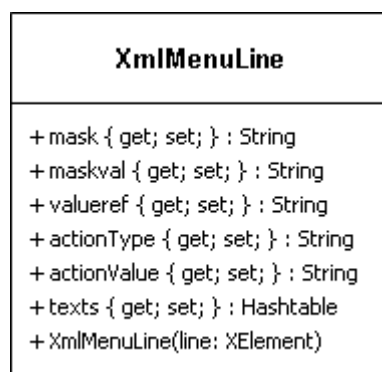 XmlMenuLine
+ mask { get; set; } : String
+ maskval { get; set; } : String
+ valueref { get; set; } : String
+ actionType { get; set; } : String
+ actionValue { get; set; } : String
+ texts { get; set; } : Hashtable
+ XmlMenuLine(line: XElement)